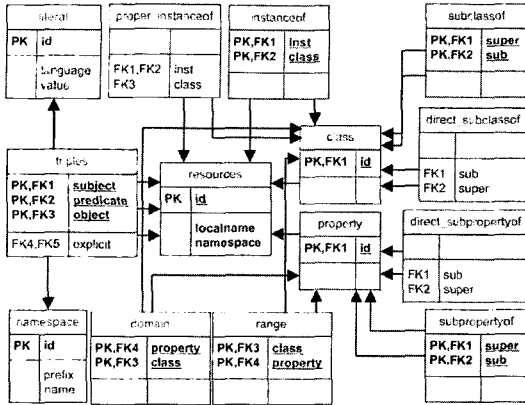 literal
PK id
language
value
proper_instanceof
FK1,FK2 inst
FK3 class
instanceof
PK,FK1 inst
PK,FK2 class
subclassof
PK,FK1 super
PK,FK2 sub
class
PK,FK1 id
direct_subclassof
FK1 sub
FK2 super
triples
PK,FK1 subject
PK,FK2 predicate
PK,FK3 object
FK4,FK5 explicit
resources
PK id
localname
namespace
property
PK,FK1 id
direct_subpropertyof
FK1 sub
FK2 super
namespace
PK id
prefix
name
domain
PK,FK4 property
PK,FK3 class
range
PK,FK3 class
PK,FK4 property
subpropertyof
PK,FK1 super
PK,FK2 sub